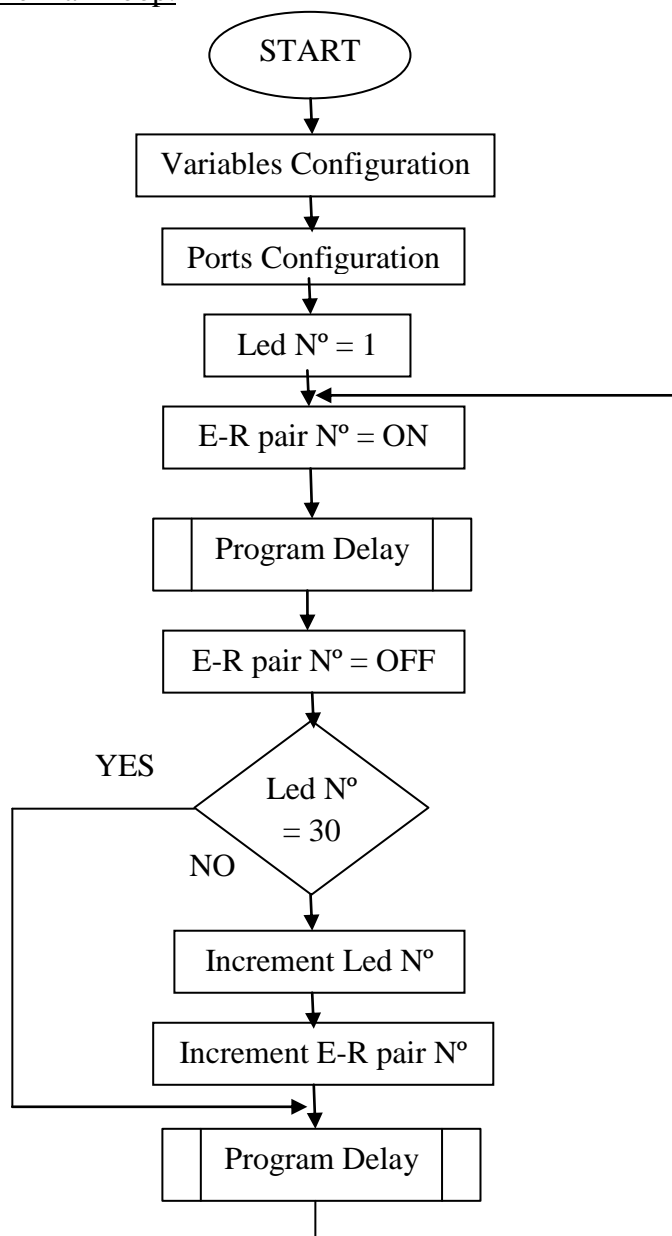 START
Variables Configuration
Ports Configuration
Led Nº = 1
E-R pair Nº = ON
Program Delay
E-R pair Nº = OFF
YES
Led Nº
= 30
NO
Increment Led Nº
Increment E-R pair Nº
Program Delay